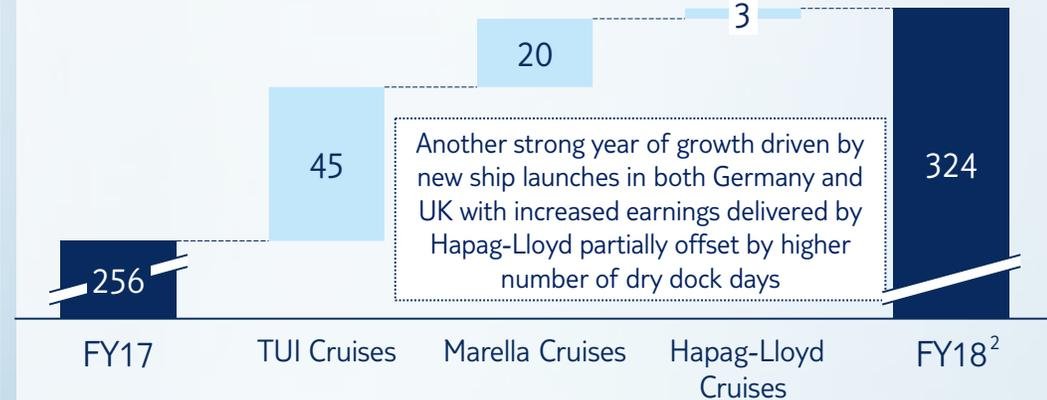 3
20
45
Another strong year of growth driven by
new ship launches in both Germany and
UK with increased earnings delivered by
Hapag-Lloyd partially offset by higher
number of dry dock days
324
256
FY17
TUI Cruises
Marella Cruises
Hapag-Lloyd
Cruises
FY18²